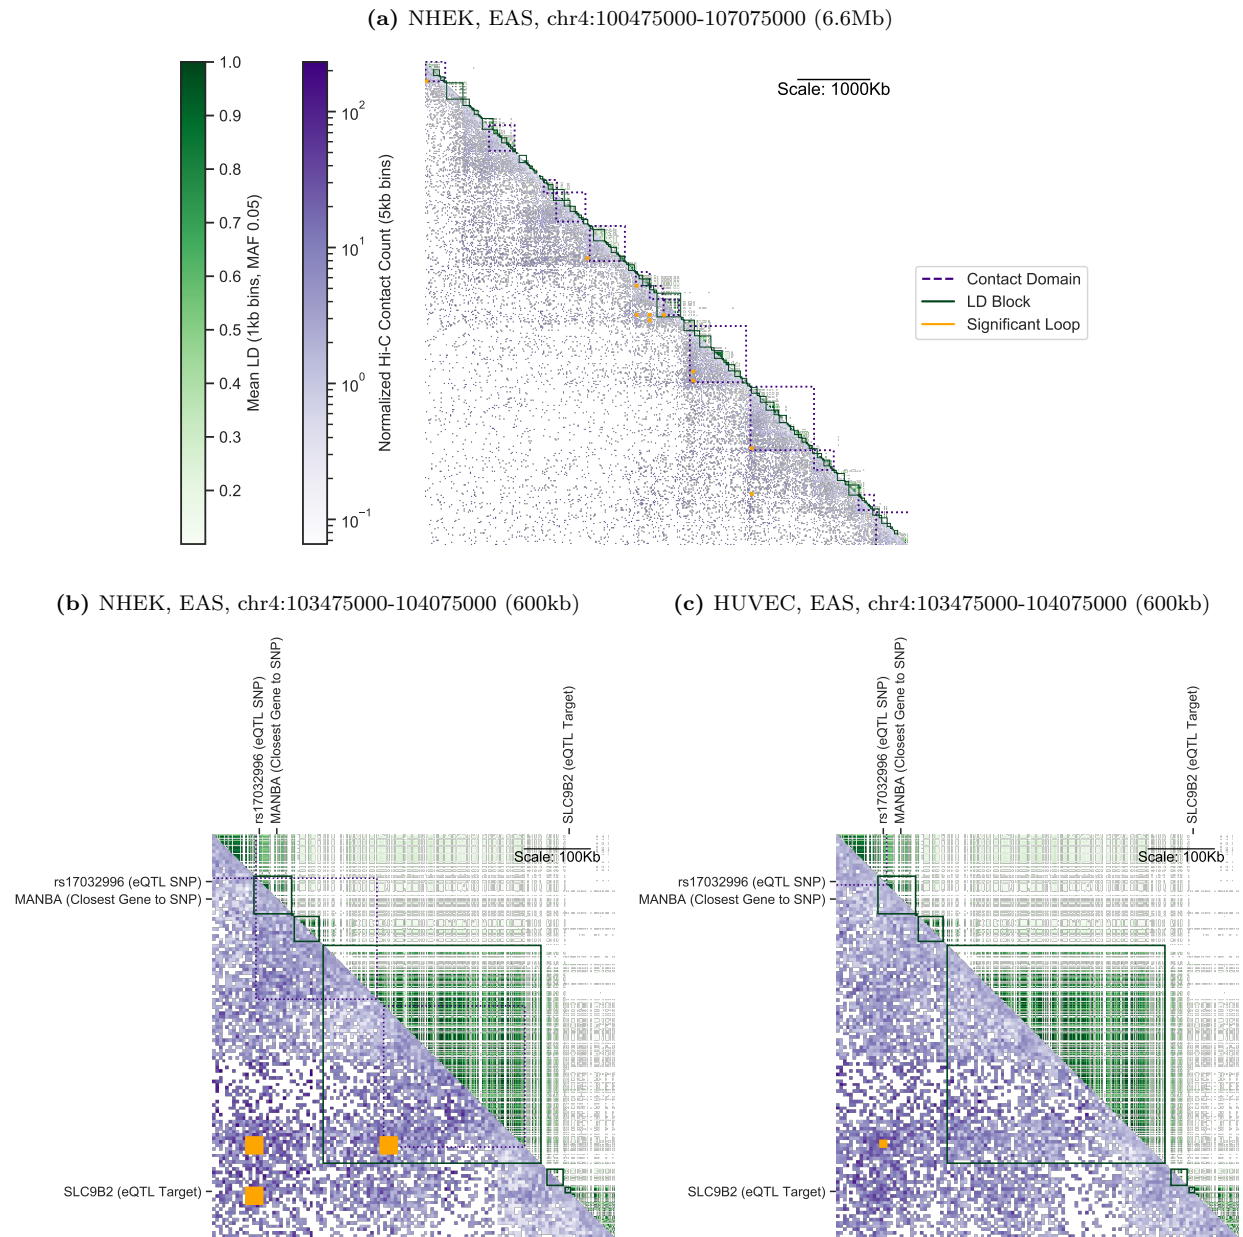 (a) NHEK, EAS, chr4:100475000-107075000 (6.6Mb)
1.0
0.9
0.8
0.7
0.6
0.5
0.4
0.3
0.2
Mean LD (1kb bins, MAF 0.05)
10^2
10^1
10^0
10^−1
Normalized Hi-C Contact Count (5kb bins)
Scale: 1000Kb
Contact Domain
LD Block
Significant Loop
(b) NHEK, EAS, chr4:103475000-104075000 (600kb)
rs17032996 (eQTL SNP)
MANBA (Closest Gene to SNP)
SLC9B2 (eQTL Target)
Scale: 100Kb
rs17032996 (eQTL SNP)
MANBA (Closest Gene to SNP)
SLC9B2 (eQTL Target)
(c) HUVEC, EAS, chr4:103475000-104075000 (600kb)
rs17032996 (eQTL SNP)
MANBA (Closest Gene to SNP)
SLC9B2 (eQTL Target)
Scale: 100Kb
rs17032996 (eQTL SNP)
MANBA (Closest Gene to SNP)
SLC9B2 (eQTL Target)